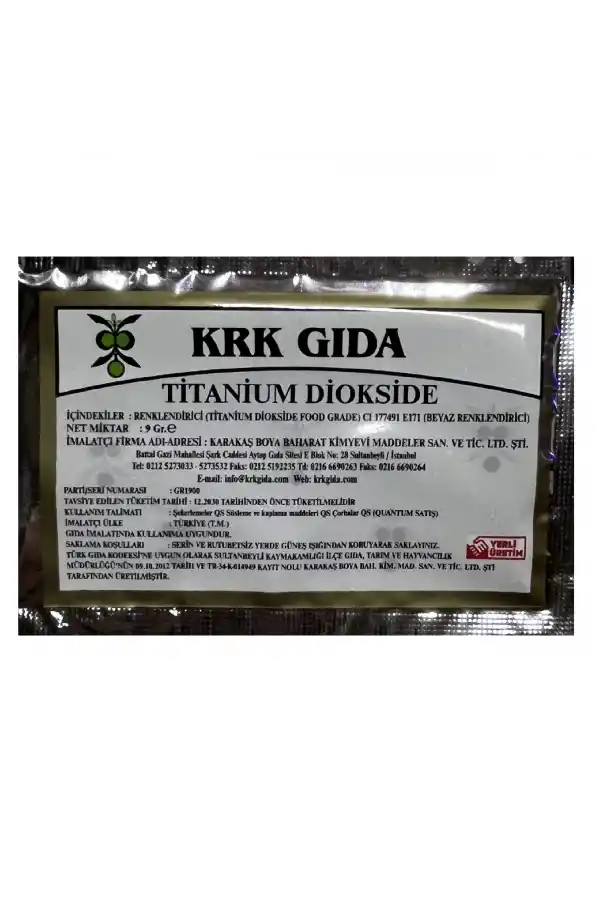 KRK GIDA
TİTANİUM DİOKSİDE
İÇİNDEKİLER : RENKLENDİRİCİ (TİTANİUM DİOKSİDE FOOD GRADE) CI 177491 E171 (BEYAZ RENKLENDİRİCİ)
NET MİKTAR : 9 Gr.e
İMALATÇI FİRMA ADI-ADRESİ : KARAKAŞ BOYA BAHARAT KİMYEVİ MADDELER SAN. VE TİC. LTD. ŞTİ.
Battal Gazi Mahallesi Şark Caddesi Aytop Gıda Sitesi E Blok No: 28 Sultanbeyli / İstanbul
Tel: 0212 5273033 - 5273532 Faks: 0212 5192235 Td: 0216 6690263 Faks: 0216 6690264
E-mail: info@krkgida.com Web: krkgida.com
PARTİ/SERİ NUMARASI : GR1900
TAVSİYE EDİLEN TÜKETİM TARİHİ : 12.2030 TARİHİNDEN ÖNCE TÜKETİLMELİDİR
KULLANIM TALİMATI : Şekerlemeler QS Süsleme ve kaplama maddeleri QS Çorbalar QS (QUANTUM SATIŞ)
İMALATÇI ÜLKE : TÜRKİYE (T.M.)
GIDA İMALATINDA KULLANIMA UYGUNDUR.
SAKLAMA KOŞULLARI : SERİN VE RUTUBETSİZ YERDE GÜNEŞ IŞIĞINDAN KORUYARAK SAKLAYINIZ.
TÜRK GIDA KODEKSİ'NE UYGUN OLARAK SULTANBEYLİ KAYMAKAMLIĞI İLÇE GIDA, TARIM VE HAYVANCILIK
MÜDÜRLÜĞÜ'NÜN 09.10.2012 TARİH VE TR-34-K-014949 KAYIT NOLU KARAKAŞ BOYA BAH. KİM. MAD. SAN. VE TİC. LTD. ŞTİ
TARAFINDAN ÜRETİLMİŞTİR.
YERLİ
ÜRETİM